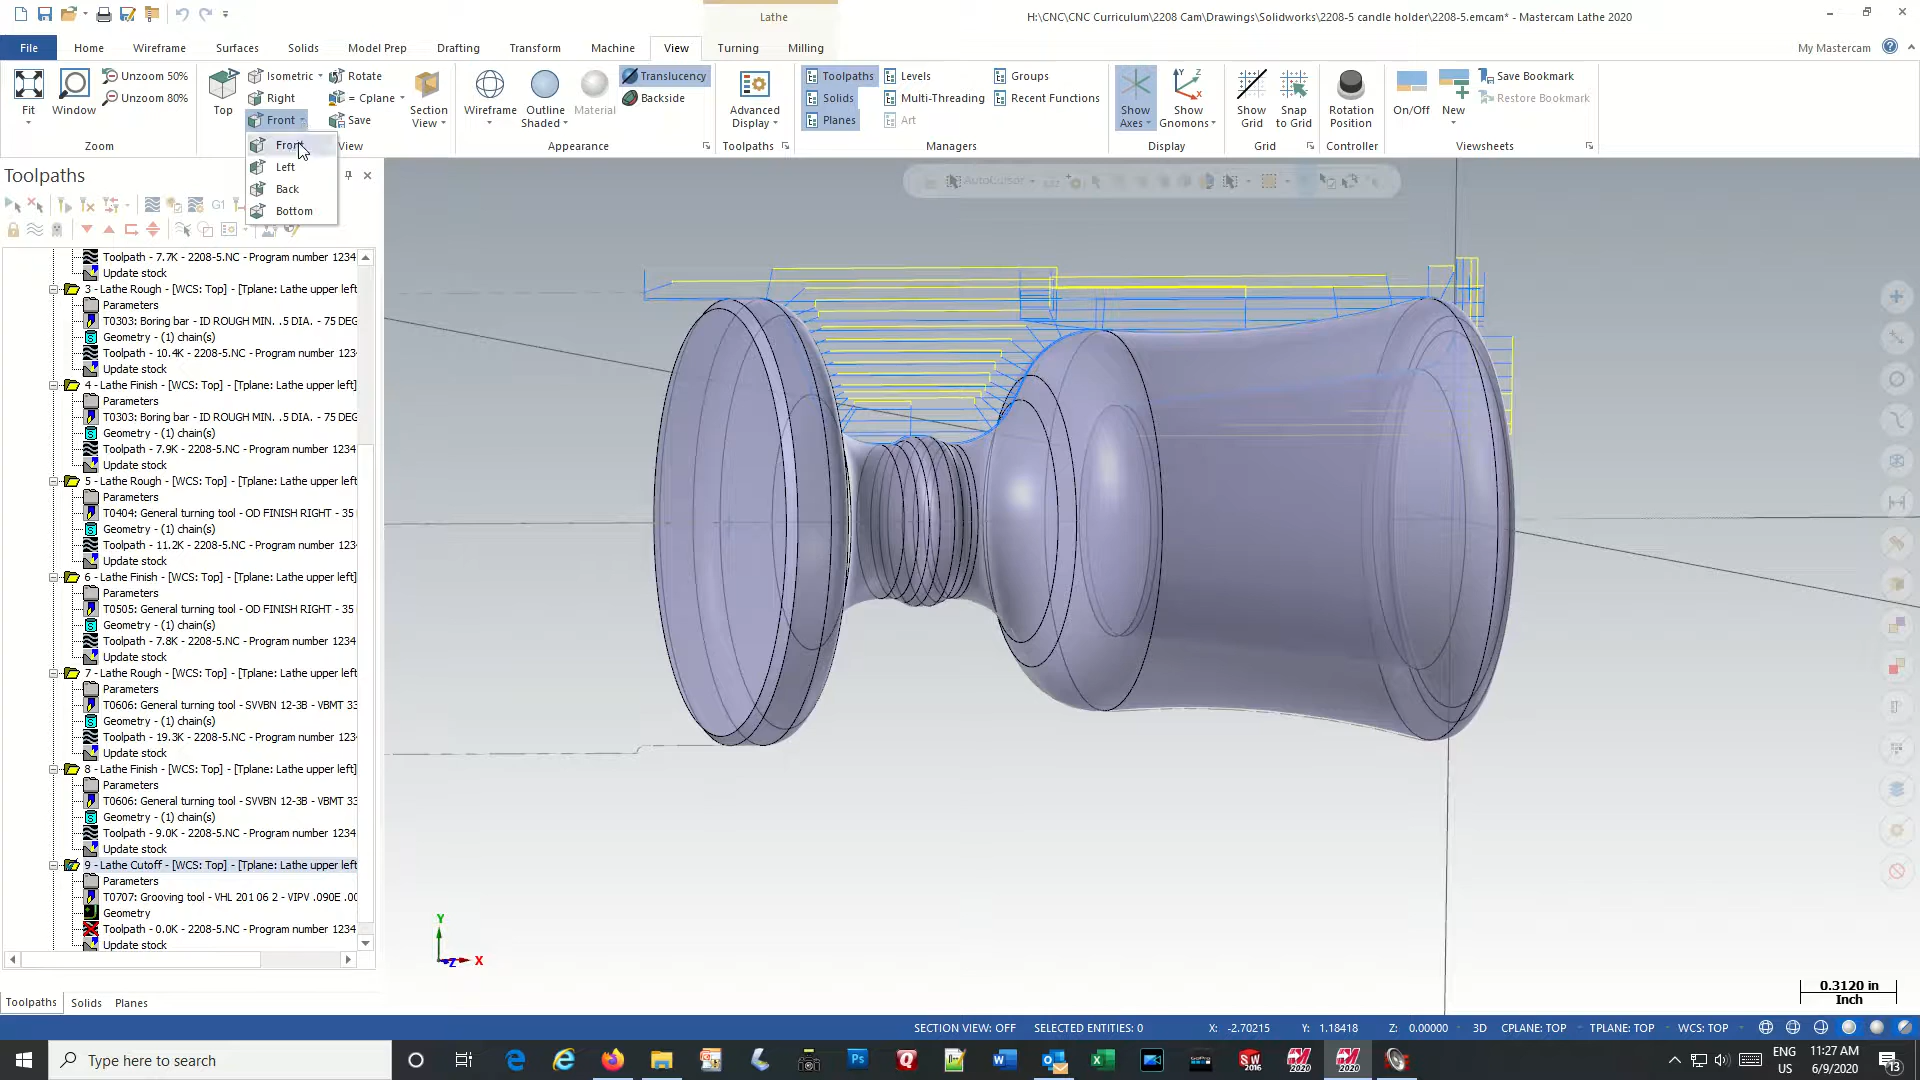 Lathe
H:\CNC\CNC Curriculum\2208 Cam\Drawings\Solidworks\2208-5 candle holder\2208-5.emcam* - Mastercam Lathe 2020
File Home Wireframe Surfaces Solids Model Prep Drafting Transform Machine View Turning Milling My Mastercam
Fit Window Unzoom 50% Unzoom 80%
Zoom
Top Isometric Right Front Rotate = Cplane Save Section View
View
Front
Left
Back
Bottom
Wireframe Outline Shaded Material Translucency Backside
Appearance
Advanced Display
Toolpaths
Toolpaths Levels Groups
Solids Multi-Threading Recent Functions
Planes Art
Managers
Show Axes Show Gnomons
Display
Show Grid Snap to Grid
Grid
Rotation Position
Controller
On/Off New Save Bookmark Restore Bookmark
Viewsheets
Toolpaths
G1
AutoCursor
Toolpath - 7.7K - 2208-5.NC - Program number 1234
Update stock
3 - Lathe Rough - [WCS: Top] - [Tplane: Lathe upper left
Parameters
T0303: Boring bar - ID ROUGH MIN. .5 DIA. - 75 DEG
Geometry - (1) chain(s)
Toolpath - 10.4K - 2208-5.NC - Program number 123
Update stock
4 - Lathe Finish - [WCS: Top] - [Tplane: Lathe upper left]
Parameters
T0303: Boring bar - ID ROUGH MIN. .5 DIA. - 75 DEG
Geometry - (1) chain(s)
Toolpath - 7.9K - 2208-5.NC - Program number 1234
Update stock
5 - Lathe Rough - [WCS: Top] - [Tplane: Lathe upper left
Parameters
T0404: General turning tool - OD FINISH RIGHT - 35
Geometry - (1) chain(s)
Toolpath - 11.2K - 2208-5.NC - Program number 123
Update stock
6 - Lathe Finish - [WCS: Top] - [Tplane: Lathe upper left]
Parameters
T0505: General turning tool - OD FINISH RIGHT - 35
Geometry - (1) chain(s)
Toolpath - 7.8K - 2208-5.NC - Program number 1234
Update stock
7 - Lathe Rough - [WCS: Top] - [Tplane: Lathe upper left
Parameters
T0606: General turning tool - SVVBN 12-3B - VBMT 33
Geometry - (1) chain(s)
Toolpath - 19.3K - 2208-5.NC - Program number 123
Update stock
8 - Lathe Finish - [WCS: Top] - [Tplane: Lathe upper left]
Parameters
T0606: General turning tool - SVVBN 12-3B - VBMT 33
Geometry - (1) chain(s)
Toolpath - 9.0K - 2208-5.NC - Program number 1234
Update stock
9 - Lathe Cutoff - [WCS: Top] - [Tplane: Lathe upper left
Parameters
T0707: Grooving tool - VHL 201 06 2 - VIPV .090E .00
Geometry
Toolpath - 0.0K - 2208-5.NC - Program number 1234
Update stock
Toolpaths Solids Planes
Y
Z X
0.3120 in
Inch
SECTION VIEW: OFF SELECTED ENTITIES: 0 X: -2.70215 Y: 1.18418 Z: 0.00000 3D CPLANE: TOP TPLANE: TOP WCS: TOP
Type here to search
ENG
US
11:27 AM
6/9/2020
13